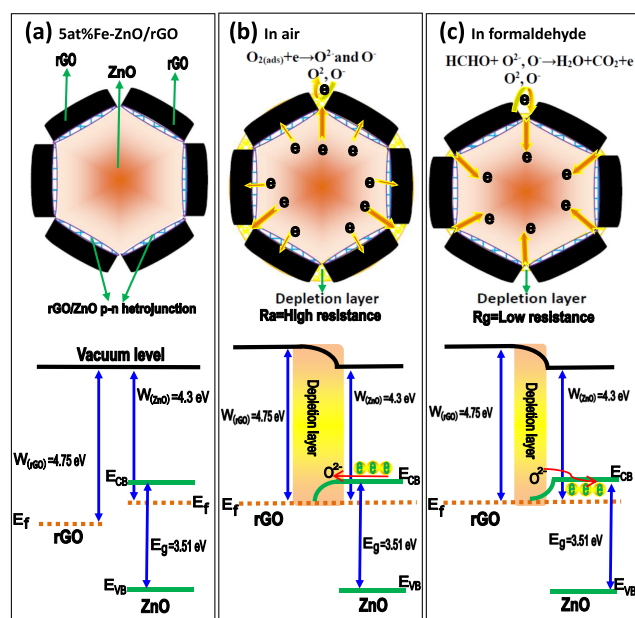 (a) 5at%Fe-ZnO/rGO
rGO
ZnO
rGO
rGO/ZnO p-n hetrojunction
Vacuum level
W(ZnO)=4.3 eV
W(rGO)=4.75 eV
ECB
Ef
Ef
rGO
Eg=3.51 eV
EVB
ZnO
(b) In air
O2(ads)+e→O2- and O-
O2, O-
e
e e e
e e
e e
e e
Depletion layer
Ra=High resistance
W(rGO)=4.75 eV
Depletion layer
W(ZnO)=4.3 eV
O2-
e e e
ECB
Ef
Ef
rGO
Eg=3.51 eV
EVB
ZnO
(c) In formaldehyde
HCHO+ O2-, O-→H2O+CO2+e
O2, O-
e
e
e e
e e
e
Depletion layer
Rg=Low resistance
W(rGO)=4.75 eV
Depletion layer
W(ZnO)=4.3 eV
O2-
ECB
e e e
Ef
Ef
rGO
Eg=3.51 eV
EVB
ZnO